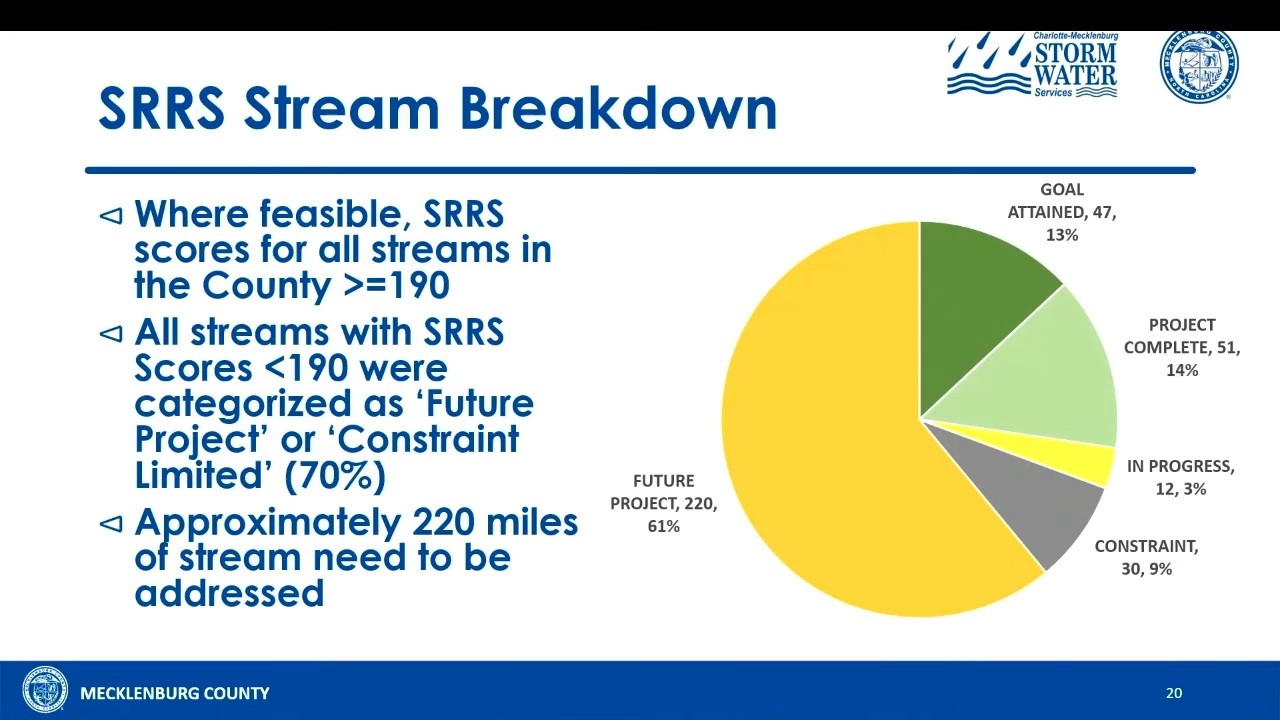 Charlotte-Mecklenburg
STORM
WATER
Services
SRRS Stream Breakdown
⊲ Where feasible, SRRS
scores for all streams in
the County >=190
⊲ All streams with SRRS
Scores <190 were
categorized as ‘Future
Project’ or ‘Constraint
Limited’ (70%)
⊲ Approximately 220 miles
of stream need to be
addressed
GOAL
ATTAINED, 47,
13%
PROJECT
COMPLETE, 51,
14%
IN PROGRESS,
12, 3%
CONSTRAINT,
30, 9%
FUTURE
PROJECT, 220,
61%
MECKLENBURG COUNTY
20